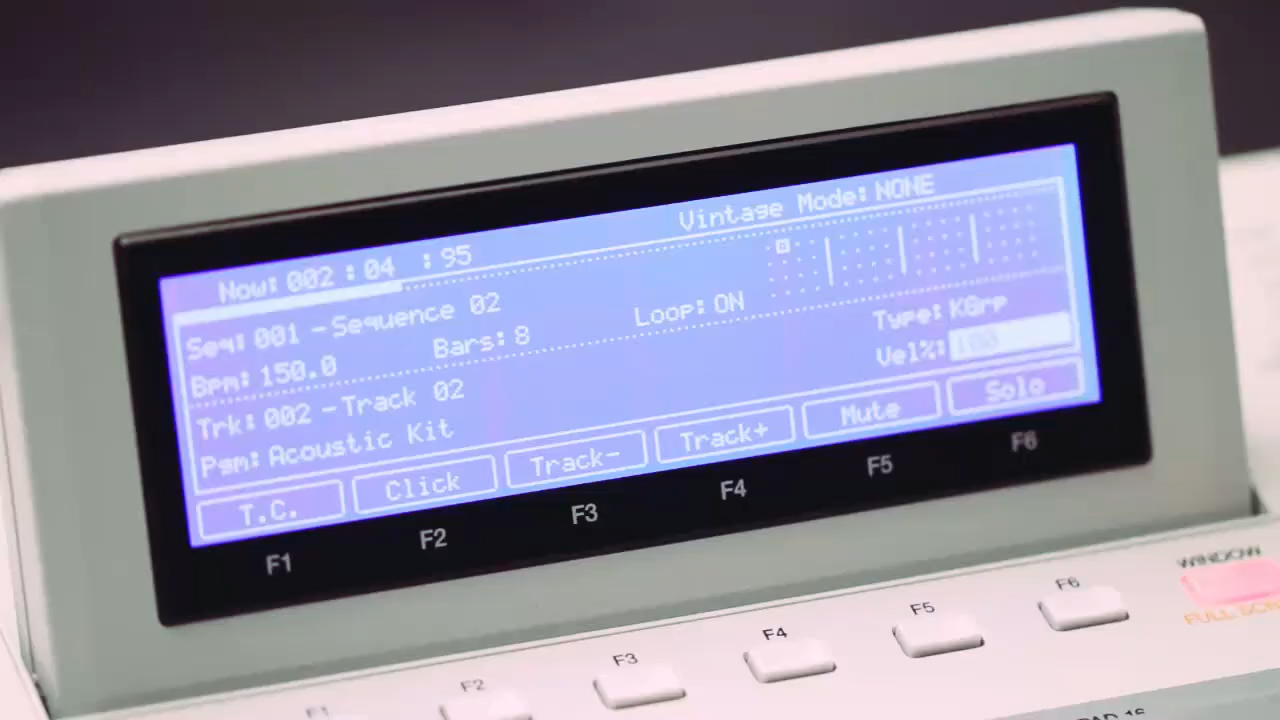 Now: 002 : 04 : 95 Vintage Mode: NONE
Seq: 001 - Sequence 02
Bpm: 150.0 Bars: 8 Loop: ON
Trk: 002 - Track 02 Type: KGrp
Pgm: Acoustic Kit Vel%: 100
T.C. Click Track- Track+ Mute Solo
F1 F2 F3 F4 F5 F6
F1 F2 F3 F4 F5 F6 WINDOW
FULL
PAD 16